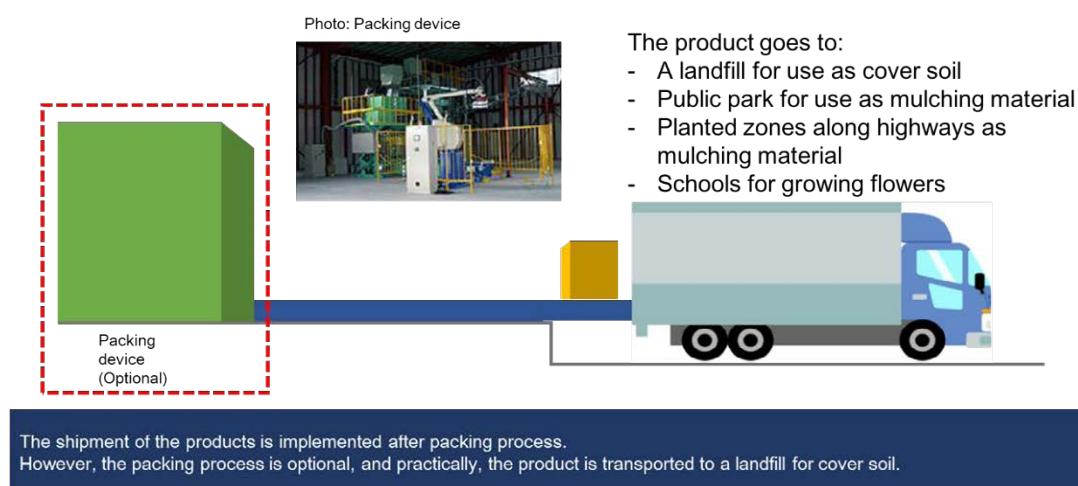 Photo: Packing device
The product goes to:
- A landfill for use as cover soil
- Public park for use as mulching material
- Planted zones along highways as
mulching material
- Schools for growing flowers
Packing
device
(Optional)
The shipment of the products is implemented after packing process.
However, the packing process is optional, and practically, the product is transported to a landfill for cover soil.